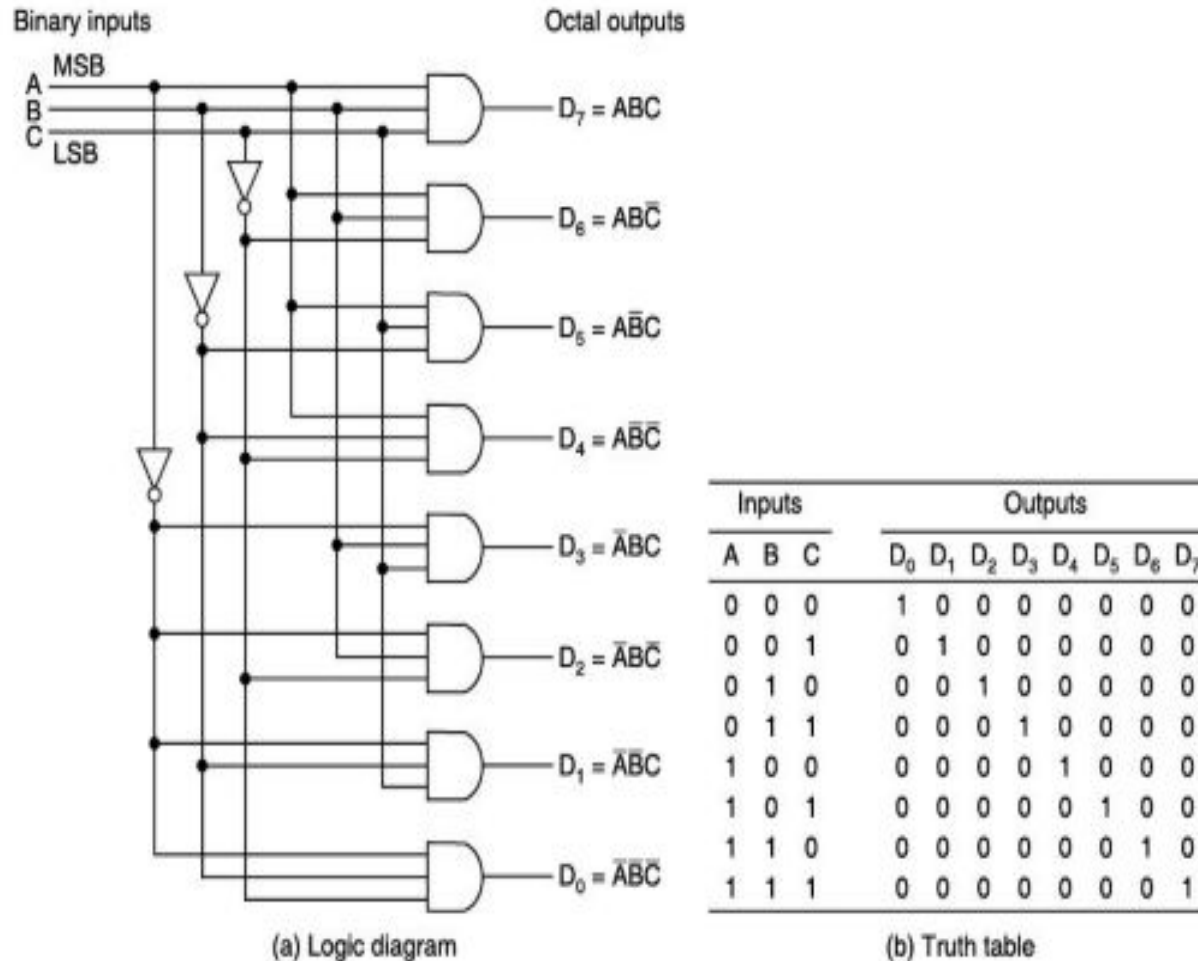 Binary inputs
Octal outputs
MSB
A
B
C
LSB
D₇ = ABC
D₆ = ABC̅
D₅ = AB̅C
D₄ = AB̅C̅
D₃ = A̅BC
D₂ = A̅BC̅
D₁ = A̅B̅C
D₀ = A̅B̅C̅
(a) Logic diagram
Inputs Outputs
A B C D₀ D₁ D₂ D₃ D₄ D₅ D₆ D₇
0 0 0 1 0 0 0 0 0 0 0
0 0 1 0 1 0 0 0 0 0 0
0 1 0 0 0 1 0 0 0 0 0
0 1 1 0 0 0 1 0 0 0 0
1 0 0 0 0 0 0 1 0 0 0
1 0 1 0 0 0 0 0 1 0 0
1 1 0 0 0 0 0 0 0 1 0
1 1 1 0 0 0 0 0 0 0 1
(b) Truth table